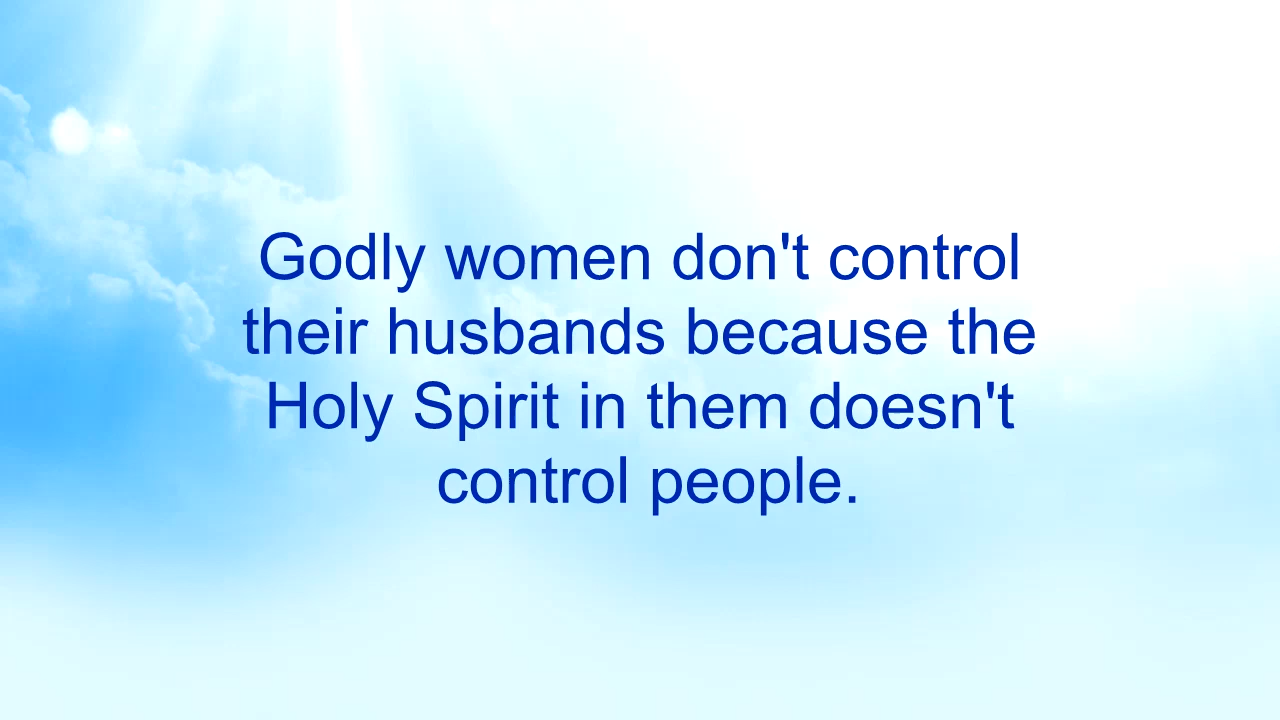 Godly women don't control
their husbands because the
Holy Spirit in them doesn't
control people.